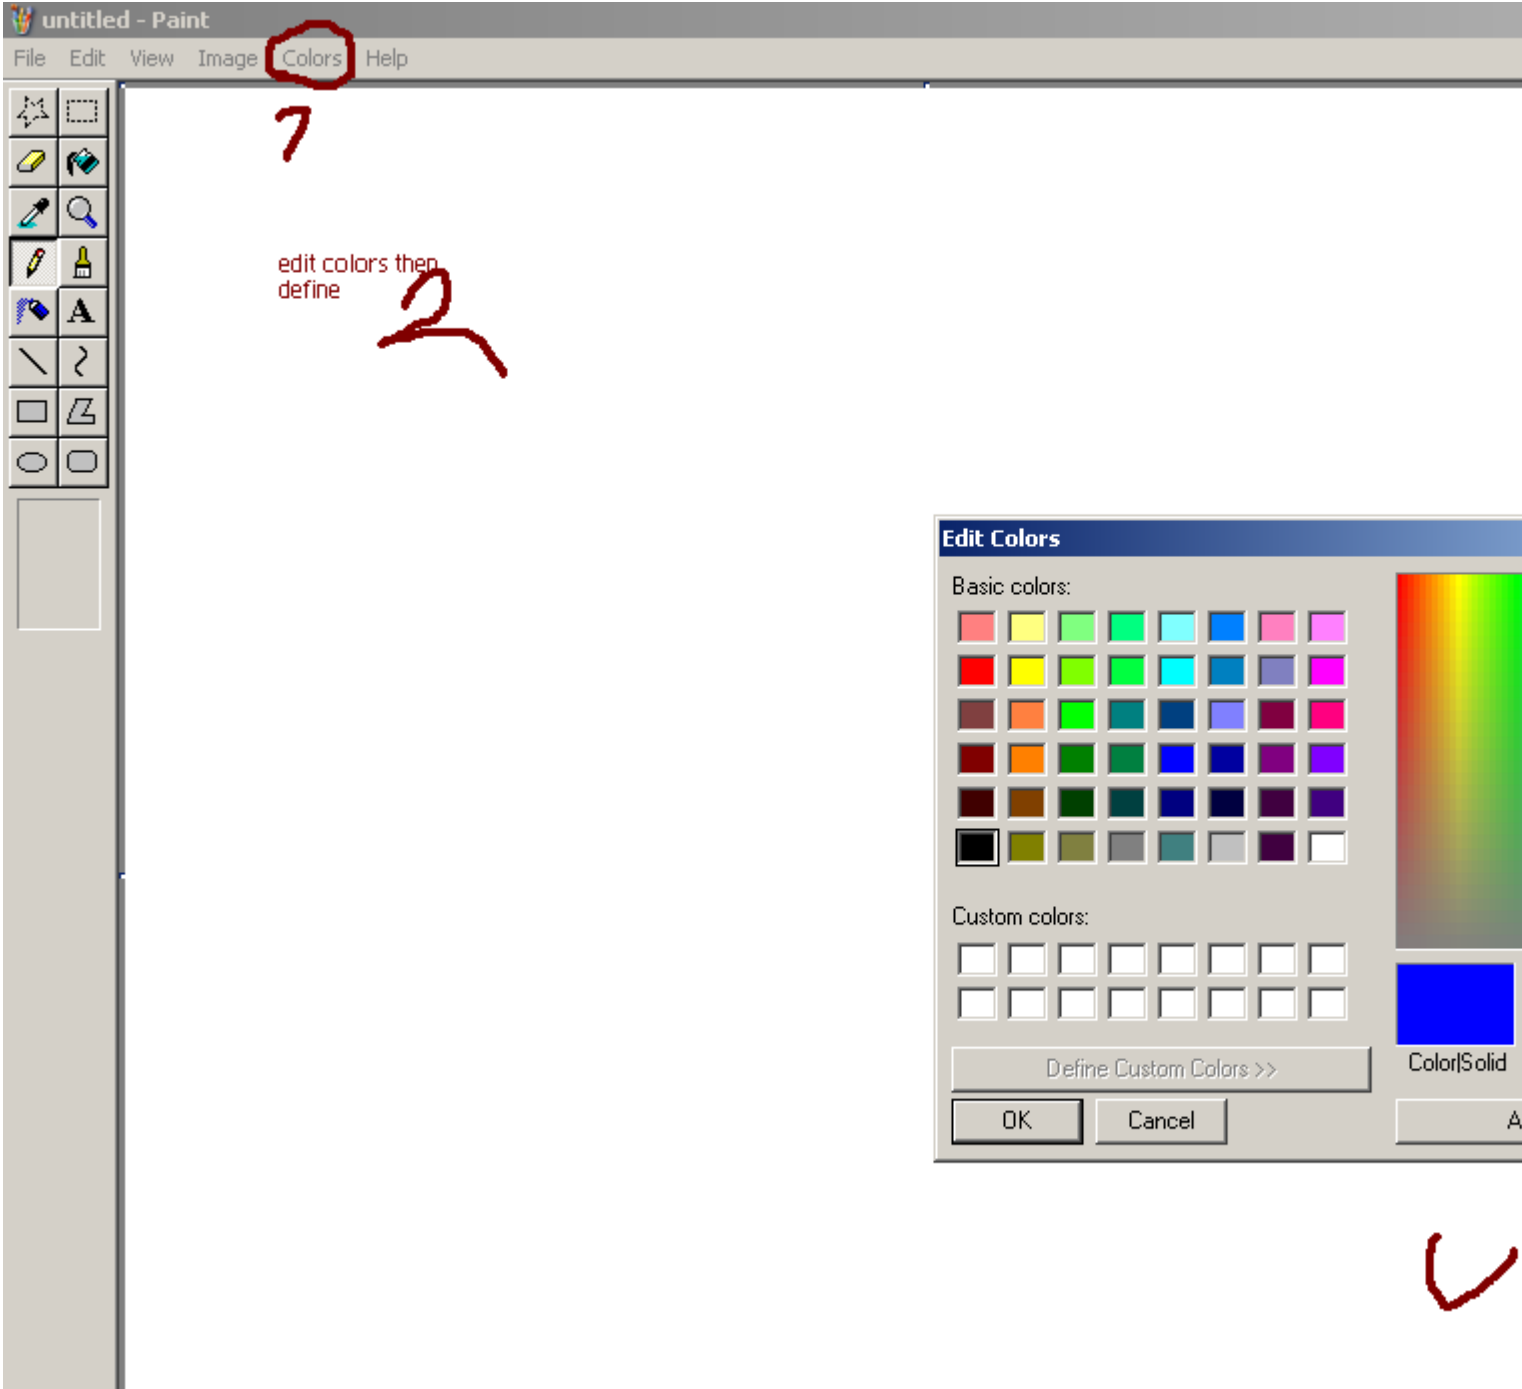 untitled - Paint
File Edit View Image Colors Help
edit colors then
define
2
A
Edit Colors
Basic colors:
Custom colors:
Define Custom Colors >>
Color|Solid
OK Cancel A